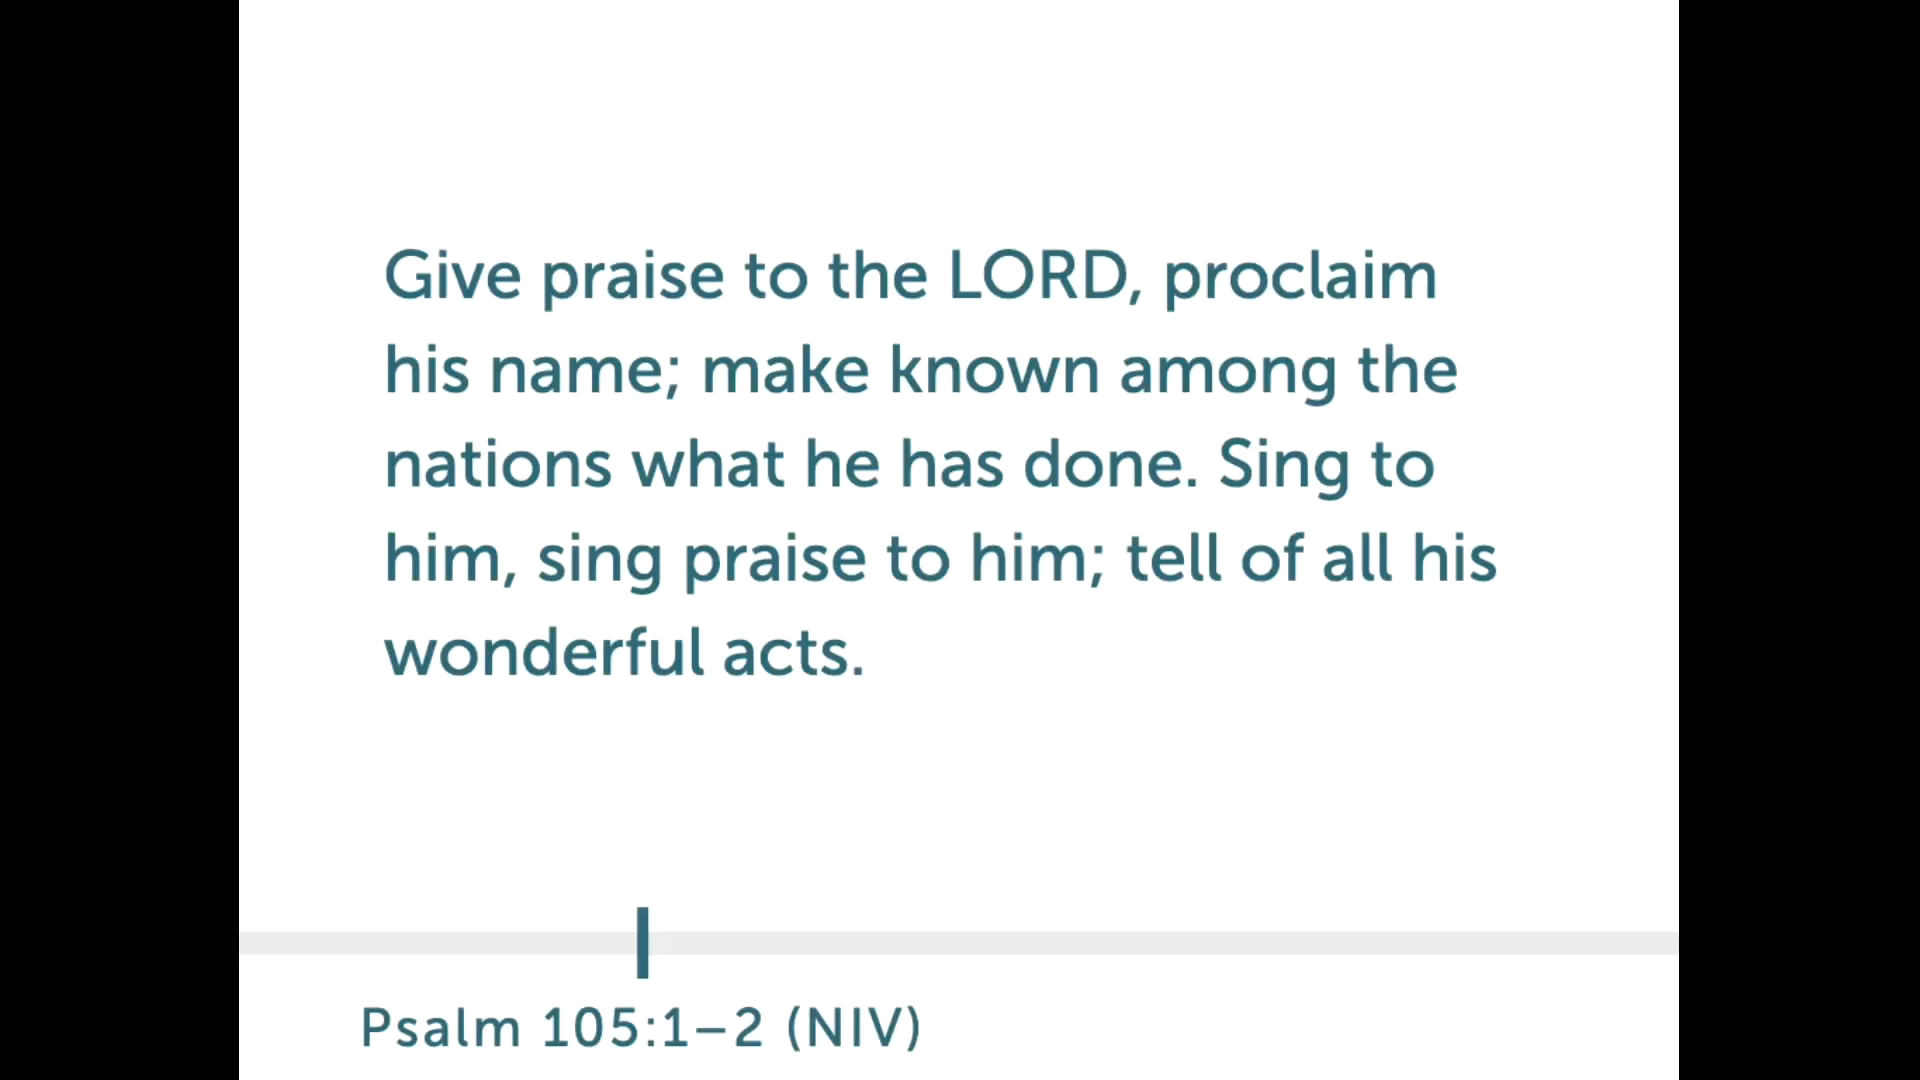 Give praise to the LORD, proclaim
his name; make known among the
nations what he has done. Sing to
him, sing praise to him; tell of all his
wonderful acts.
Psalm 105:1–2 (NIV)